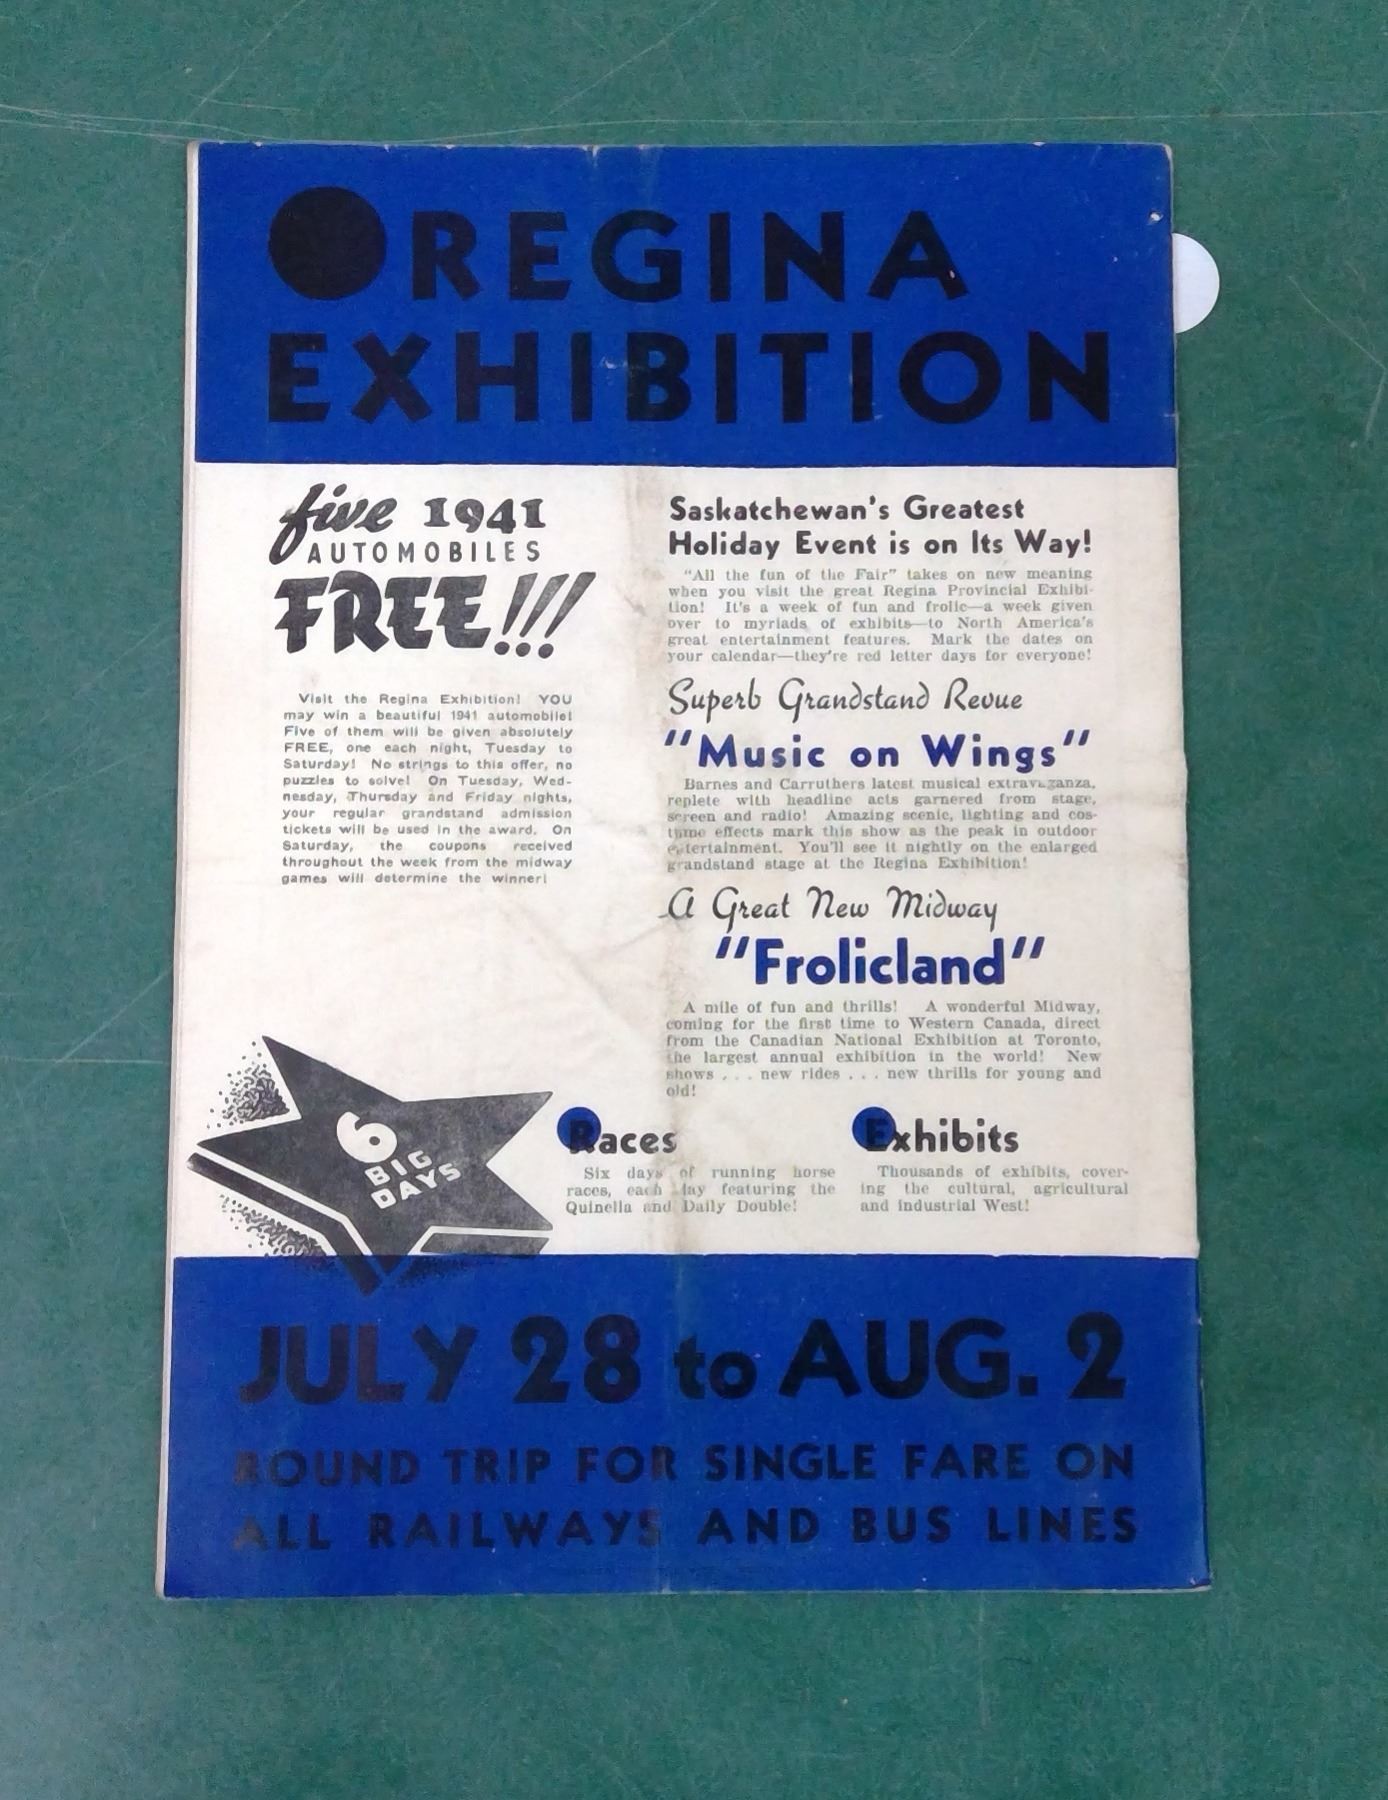 REGINA
EXHIBITION
five 1941
AUTOMOBILES
FREE!!!
Visit the Regina Exhibition! YOU
may win a beautiful 1941 automobile!
Five of them will be given absolutely
FREE, one each night, Tuesday to
Saturday! No strings to this offer, no
puzzles to solve! On Tuesday, Wed-
nesday, Thursday and Friday nights,
your regular grandstand admission
tickets will be used in the award. On
Saturday, the coupons received
throughout the week from the midway
games will determine the winner!
6
BIG
DAYS
Saskatchewan's Greatest
Holiday Event is on Its Way!
"All the fun of the Fair" takes on new meaning
when you visit the great Regina Provincial Exhibi-
tion! It's a week of fun and frolic—a week given
over to myriads of exhibits—to North America's
great entertainment features. Mark the dates on
your calendar—they're red letter days for everyone!
Superb Grandstand Revue
"Music on Wings"
Barnes and Carruthers latest musical extravaganza,
replete with headline acts garnered from stage,
screen and radio! Amazing scenic, lighting and cos-
tume effects mark this show as the peak in outdoor
entertainment. You'll see it nightly on the enlarged
grandstand stage at the Regina Exhibition!
A Great New Midway
"Frolicland"
A mile of fun and thrills! A wonderful Midway,
coming for the first time to Western Canada, direct
from the Canadian National Exhibition at Toronto,
the largest annual exhibition in the world! New
shows . . . new rides . . . new thrills for young and
old!
Races
Six days of running horse
races, each day featuring the
Quinella and Daily Double!
Exhibits
Thousands of exhibits, cover-
ing the cultural, agricultural
and industrial West!
JULY 28 to AUG. 2
ROUND TRIP FOR SINGLE FARE ON
ALL RAILWAYS AND BUS LINES